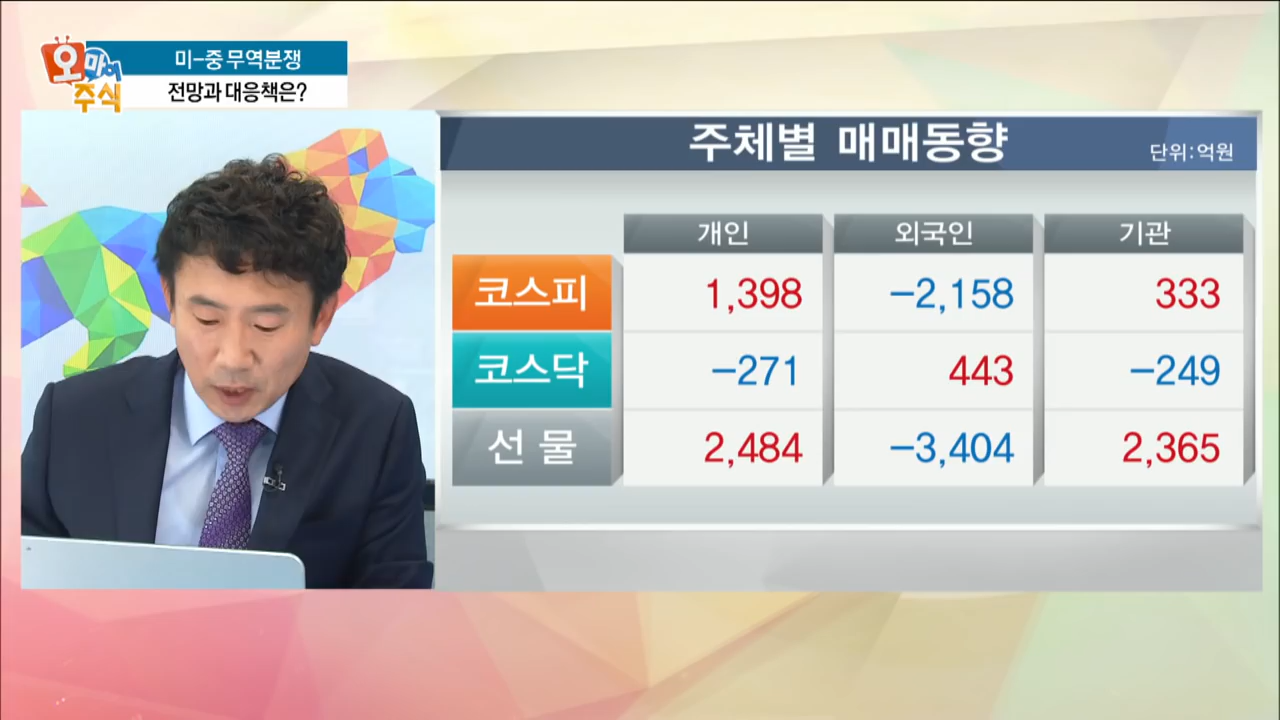 오마이
주식
미-중 무역분쟁
전망과 대응책은?
주체별 매매동향
단위:억원
개인 외국인 기관
코스피 1,398 -2,158 333
코스닥 -271 443 -249
선 물 2,484 -3,404 2,365